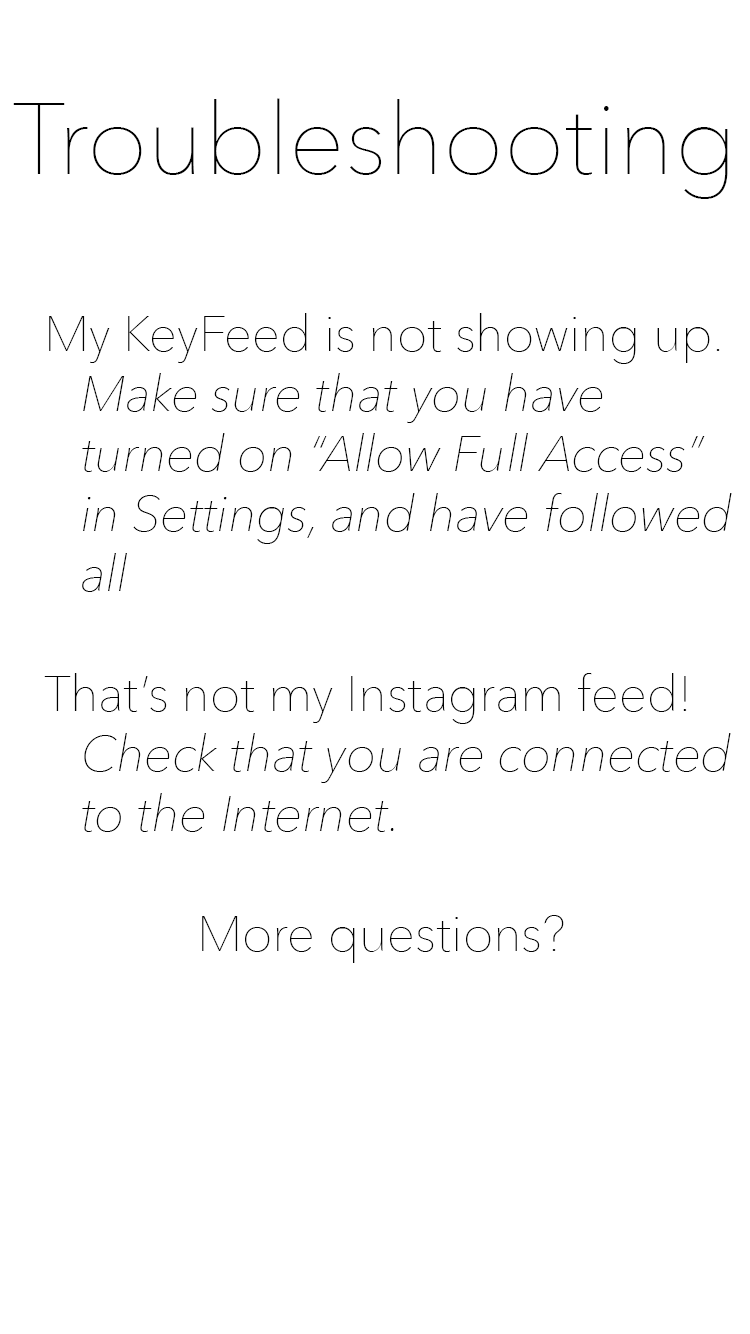 Troubleshooting
My KeyFeed is not showing up.
Make sure that you have
turned on “Allow Full Access”
in Settings, and have followed
all
That’s not my Instagram feed!
Check that you are connected
to the Internet.
More questions?